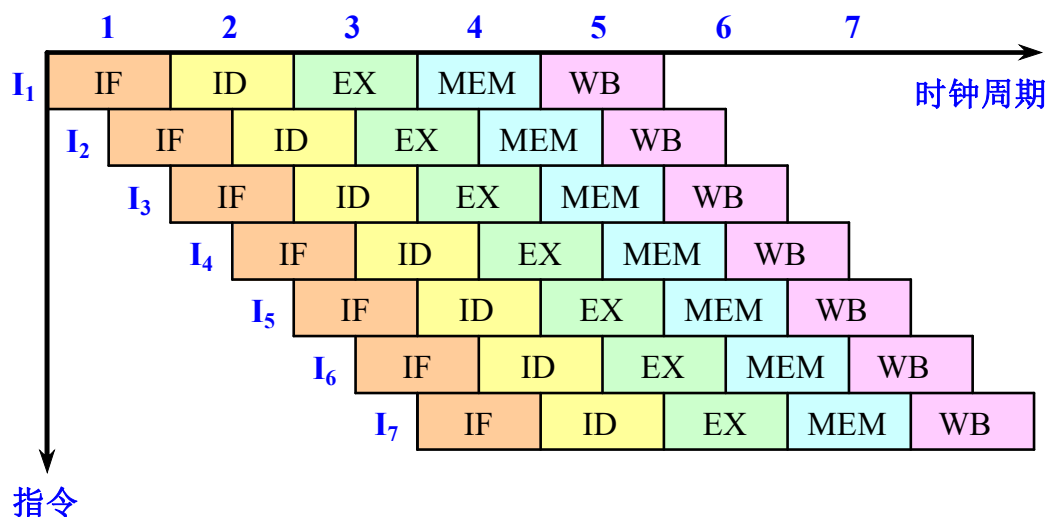 1 2 3 4 5 6 7
时钟周期
I1 IF ID EX MEM WB
I2 IF ID EX MEM WB
I3 IF ID EX MEM WB
I4 IF ID EX MEM WB
I5 IF ID EX MEM WB
I6 IF ID EX MEM WB
I7 IF ID EX MEM WB
指令